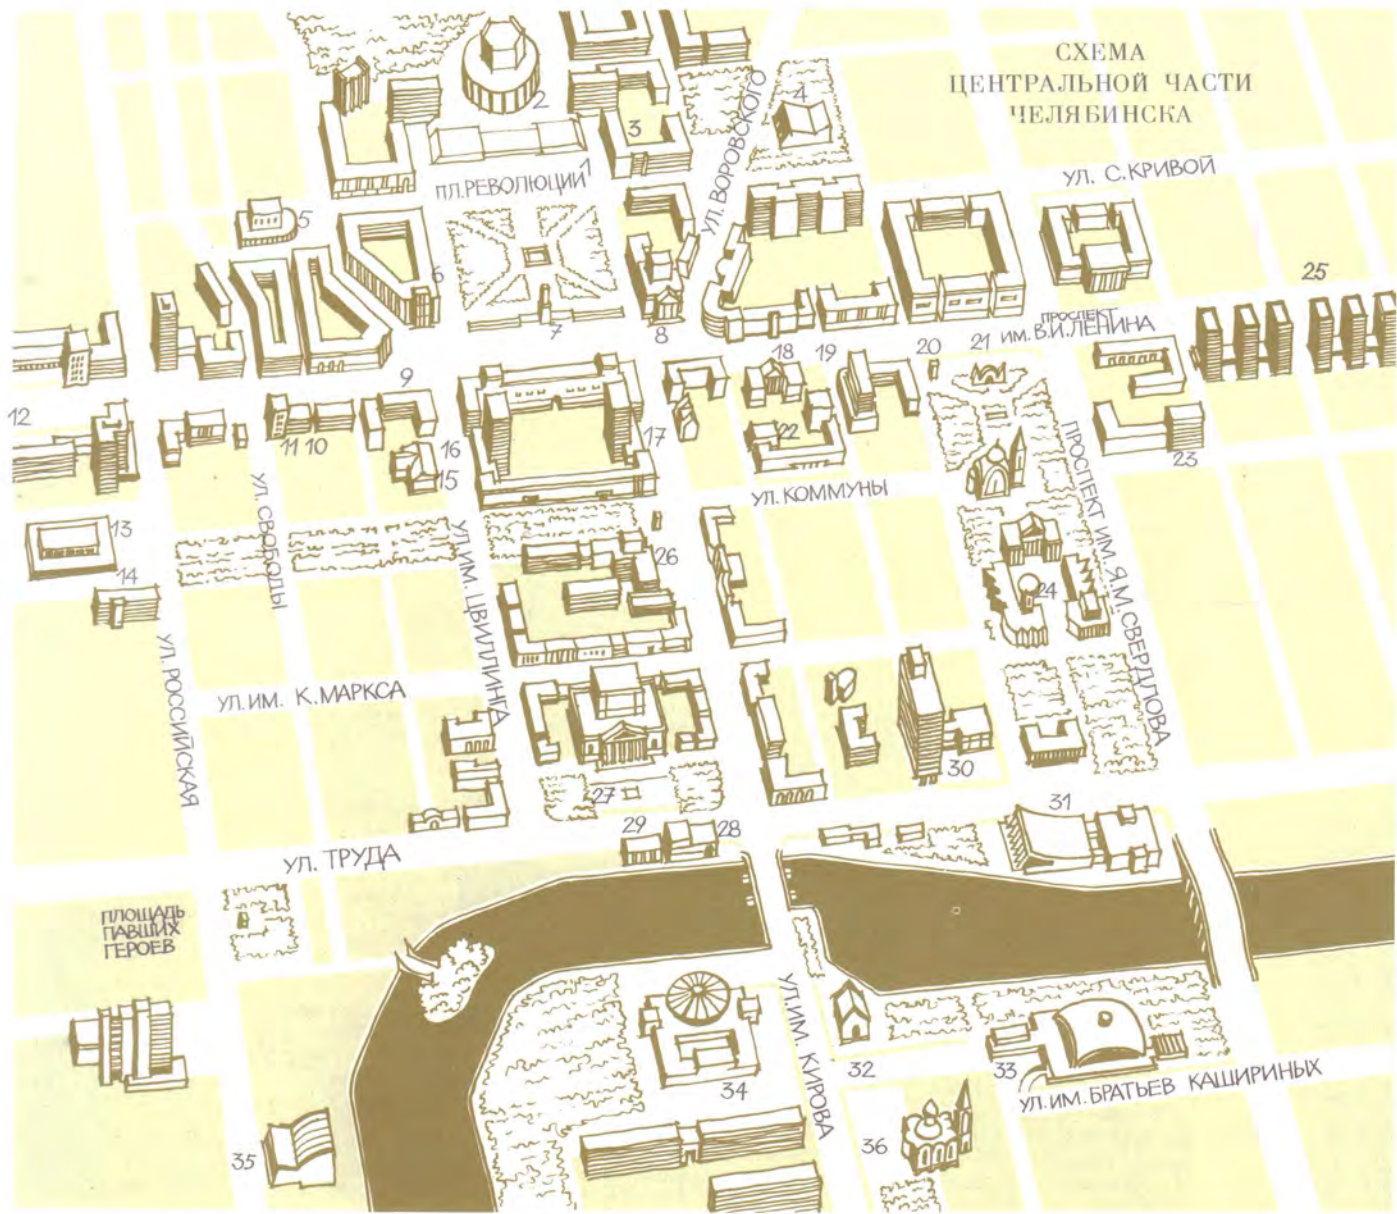 СХЕМА
ЦЕНТРАЛЬНОЙ ЧАСТИ
ЧЕЛЯБИНСКА
2
3
4
УЛ. ВОРОВСКОГО
1
ПЛ. РЕВОЛЮЦИИ
УЛ. С. КРИВОЙ
5
6
7
8
25
ПРОСПЕКТ
ИМ. В.И. ЛЕНИНА
9
18
19
20
21
12
11
10
16
15
17
22
23
УЛ. КОММУНЫ
ПРОСПЕКТ ИМ. Я.М. СВЕРДЛОВА
13
14
УЛ. СВОБОДЫ
УЛ. ИМ. ЦВИЛЛИНГА
26
24
УЛ. РОССИЙСКАЯ
УЛ. ИМ. К. МАРКСА
27
30
31
29
28
УЛ. ТРУДА
ПЛОЩАДЬ
ПАВШИХ
ГЕРОЕВ
УЛ. ИМ. КИРОВА
34
32
33
УЛ. ИМ. БРАТЬЕВ КАШИРИНЫХ
35
36